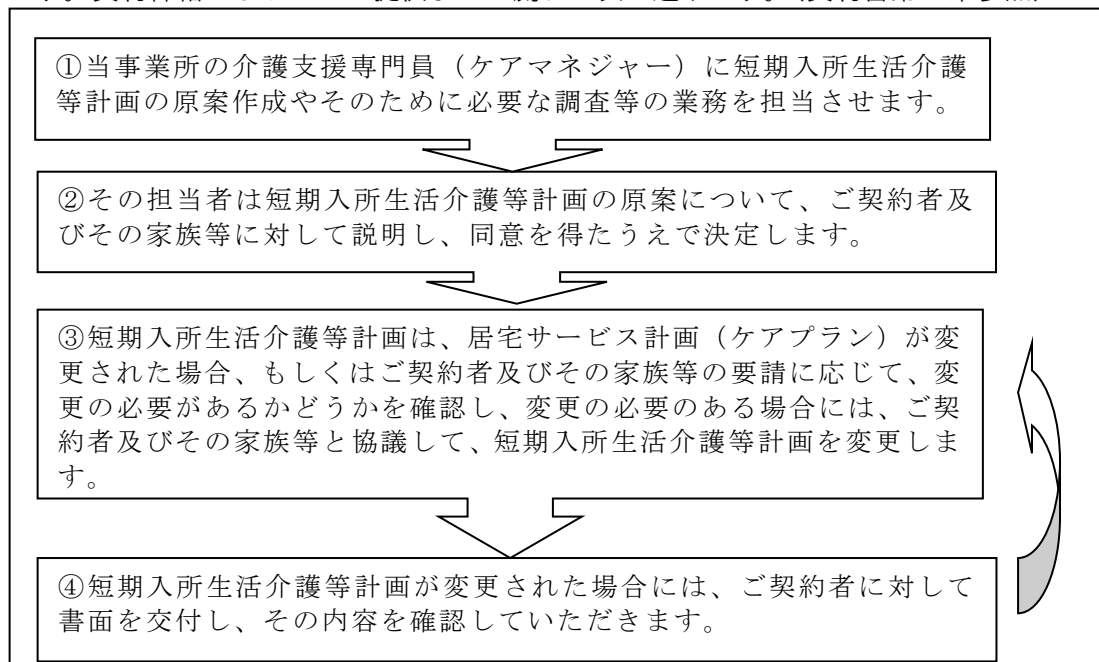 ①当事業所の介護支援専門員（ケアマネジャー）に短期入所生活介護
等計画の原案作成やそのために必要な調査等の業務を担当させます。
②その担当者は短期入所生活介護等計画の原案について、ご契約者及
びその家族等に対して説明し、同意を得たうえで決定します。
③短期入所生活介護等計画は、居宅サービス計画（ケアプラン）が変
更された場合、もしくはご契約者及びその家族等の要請に応じて、変
更の必要があるかどうかを確認し、変更の必要のある場合には、ご契
約者及びその家族等と協議して、短期入所生活介護等計画を変更しま
す。
④短期入所生活介護等計画が変更された場合には、ご契約者に対して
書面を交付し、その内容を確認していただきます。